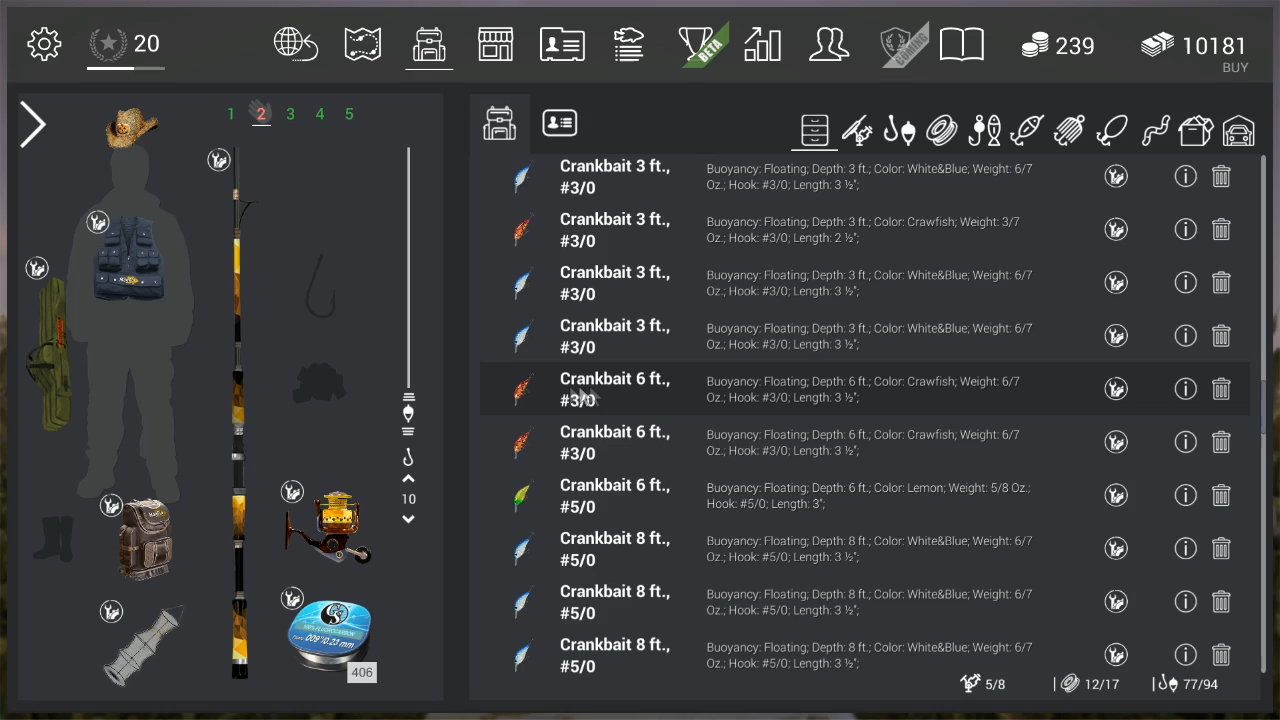 20
BETA
239
10181
BUY
1 2 3 4 5
Crankbait 3 ft.,
#3/0
Buoyancy: Floating; Depth: 3 ft.; Color: White&Blue; Weight: 6/7
Oz.; Hook: #3/0; Length: 3 ½";
Crankbait 3 ft.,
#3/0
Buoyancy: Floating; Depth: 3 ft.; Color: Crawfish; Weight: 3/7
Oz.; Hook: #3/0; Length: 2 ½";
Crankbait 3 ft.,
#3/0
Buoyancy: Floating; Depth: 3 ft.; Color: White&Blue; Weight: 6/7
Oz.; Hook: #3/0; Length: 3 ½";
Crankbait 3 ft.,
#3/0
Buoyancy: Floating; Depth: 3 ft.; Color: White&Blue; Weight: 6/7
Oz.; Hook: #3/0; Length: 3 ½";
Crankbait 6 ft.,
#3/0
Buoyancy: Floating; Depth: 6 ft.; Color: Crawfish; Weight: 6/7
Oz.; Hook: #3/0; Length: 3 ½";
Crankbait 6 ft.,
#3/0
Buoyancy: Floating; Depth: 6 ft.; Color: Crawfish; Weight: 6/7
Oz.; Hook: #3/0; Length: 3 ½";
Crankbait 6 ft.,
#5/0
Buoyancy: Floating; Depth: 6 ft.; Color: Lemon; Weight: 5/8 Oz.;
Hook: #5/0; Length: 3";
Crankbait 8 ft.,
#5/0
Buoyancy: Floating; Depth: 8 ft.; Color: White&Blue; Weight: 6/7
Oz.; Hook: #5/0; Length: 3 ½";
Crankbait 8 ft.,
#5/0
Buoyancy: Floating; Depth: 8 ft.; Color: White&Blue; Weight: 6/7
Oz.; Hook: #5/0; Length: 3 ½";
Crankbait 8 ft.,
#5/0
Buoyancy: Floating; Depth: 8 ft.; Color: White&Blue; Weight: 6/7
Oz.; Hook: #5/0; Length: 3 ½";
10
406
5/8
12/17
77/94